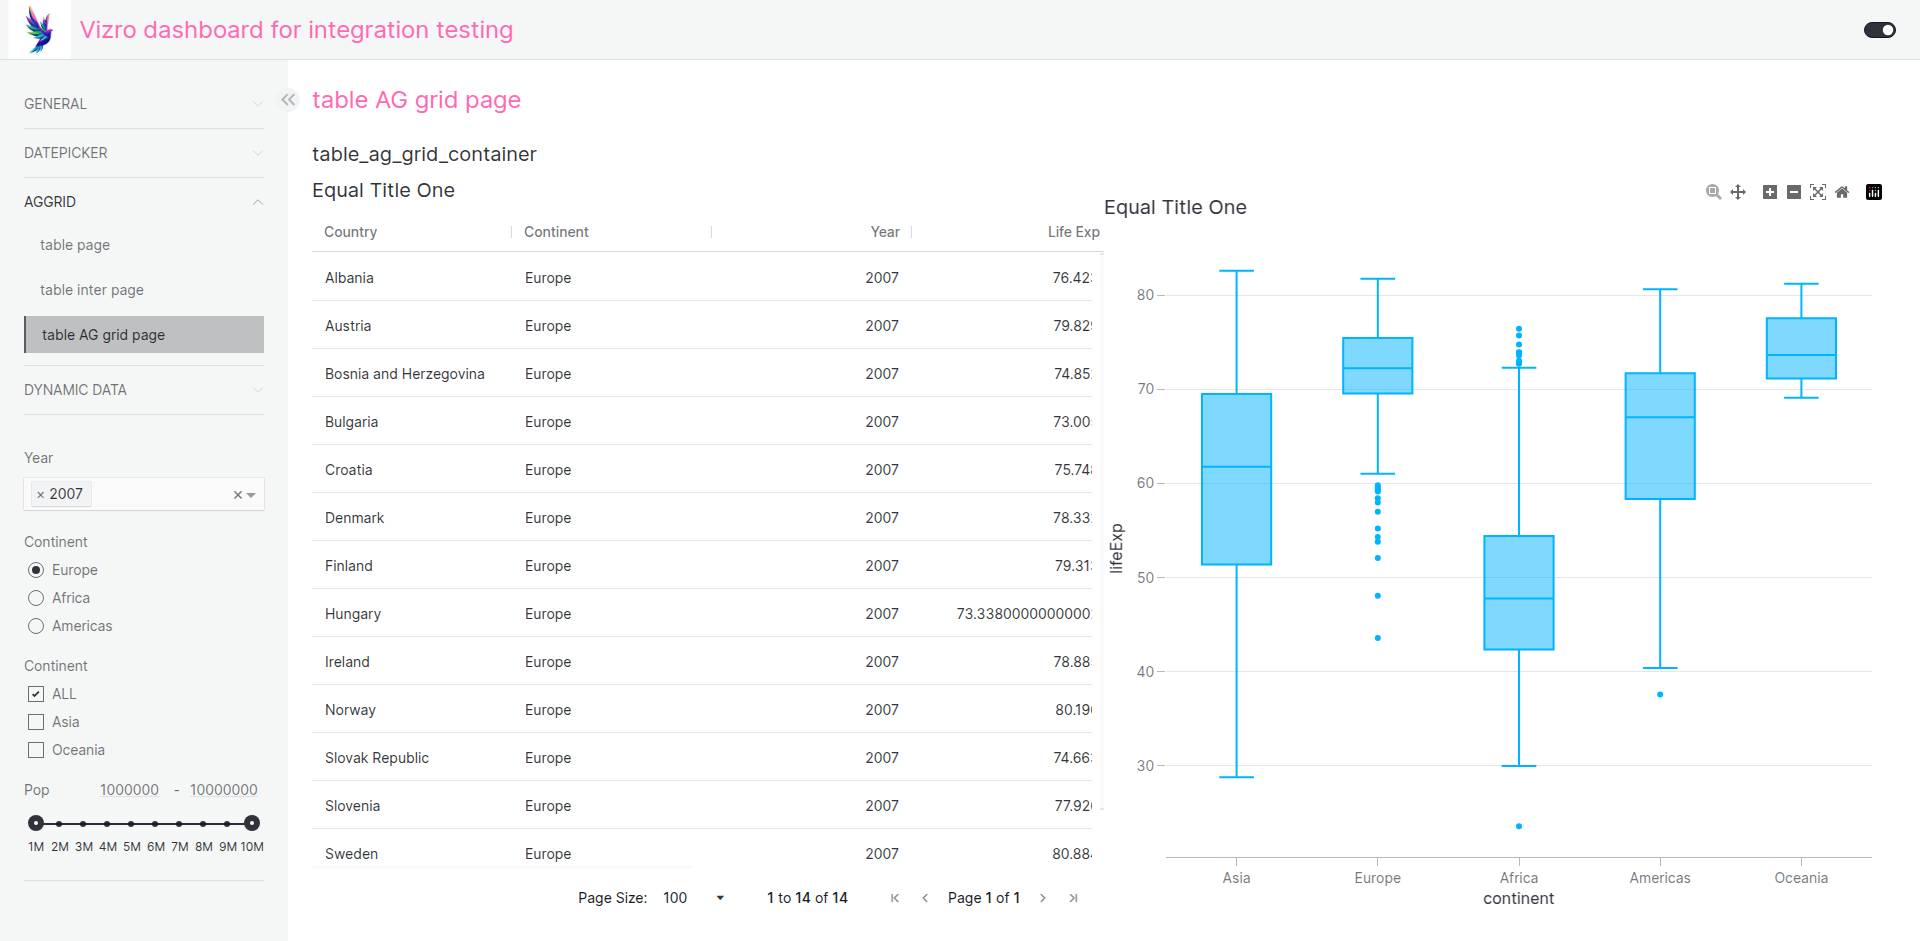 Vizro dashboard for integration testing
GENERAL
DATEPICKER
AGGRID
table page
table inter page
table AG grid page
DYNAMIC DATA
Year
× 2007
Continent
Europe
Africa
Americas
Continent
ALL
Asia
Oceania
Pop 1000000 - 10000000
1M 2M 3M 4M 5M 6M 7M 8M 9M 10M
table AG grid page
table_ag_grid_container
Equal Title One
Country Continent Year Life Exp
Albania Europe 2007 76.42
Austria Europe 2007 79.82
Bosnia and Herzegovina Europe 2007 74.85
Bulgaria Europe 2007 73.00
Croatia Europe 2007 75.74
Denmark Europe 2007 78.33
Finland Europe 2007 79.31
Hungary Europe 2007 73.3380000000000
Ireland Europe 2007 78.88
Norway Europe 2007 80.19
Slovak Republic Europe 2007 74.66
Slovenia Europe 2007 77.92
Sweden Europe 2007 80.88
Page Size: 100 1 to 14 of 14 Page 1 of 1
Equal Title One
lifeExp
80
70
60
50
40
30
Asia Europe Africa Americas Oceania
continent